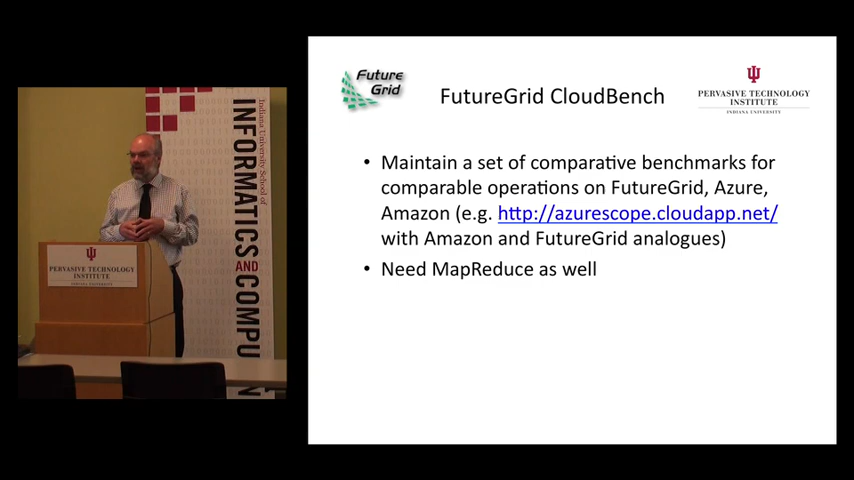 Indiana University School of
INFORMATICS AND COMPU
N
PERVASIVE TECHNOLOGY
INSTITUTE
INDIANA UNIVERSITY
Future
Grid
FutureGrid CloudBench
PERVASIVE TECHNOLOGY
INSTITUTE
INDIANA UNIVERSITY
• Maintain a set of comparative benchmarks for
comparable operations on FutureGrid, Azure,
Amazon (e.g. http://azurescope.cloudapp.net/
with Amazon and FutureGrid analogues)
• Need MapReduce as well